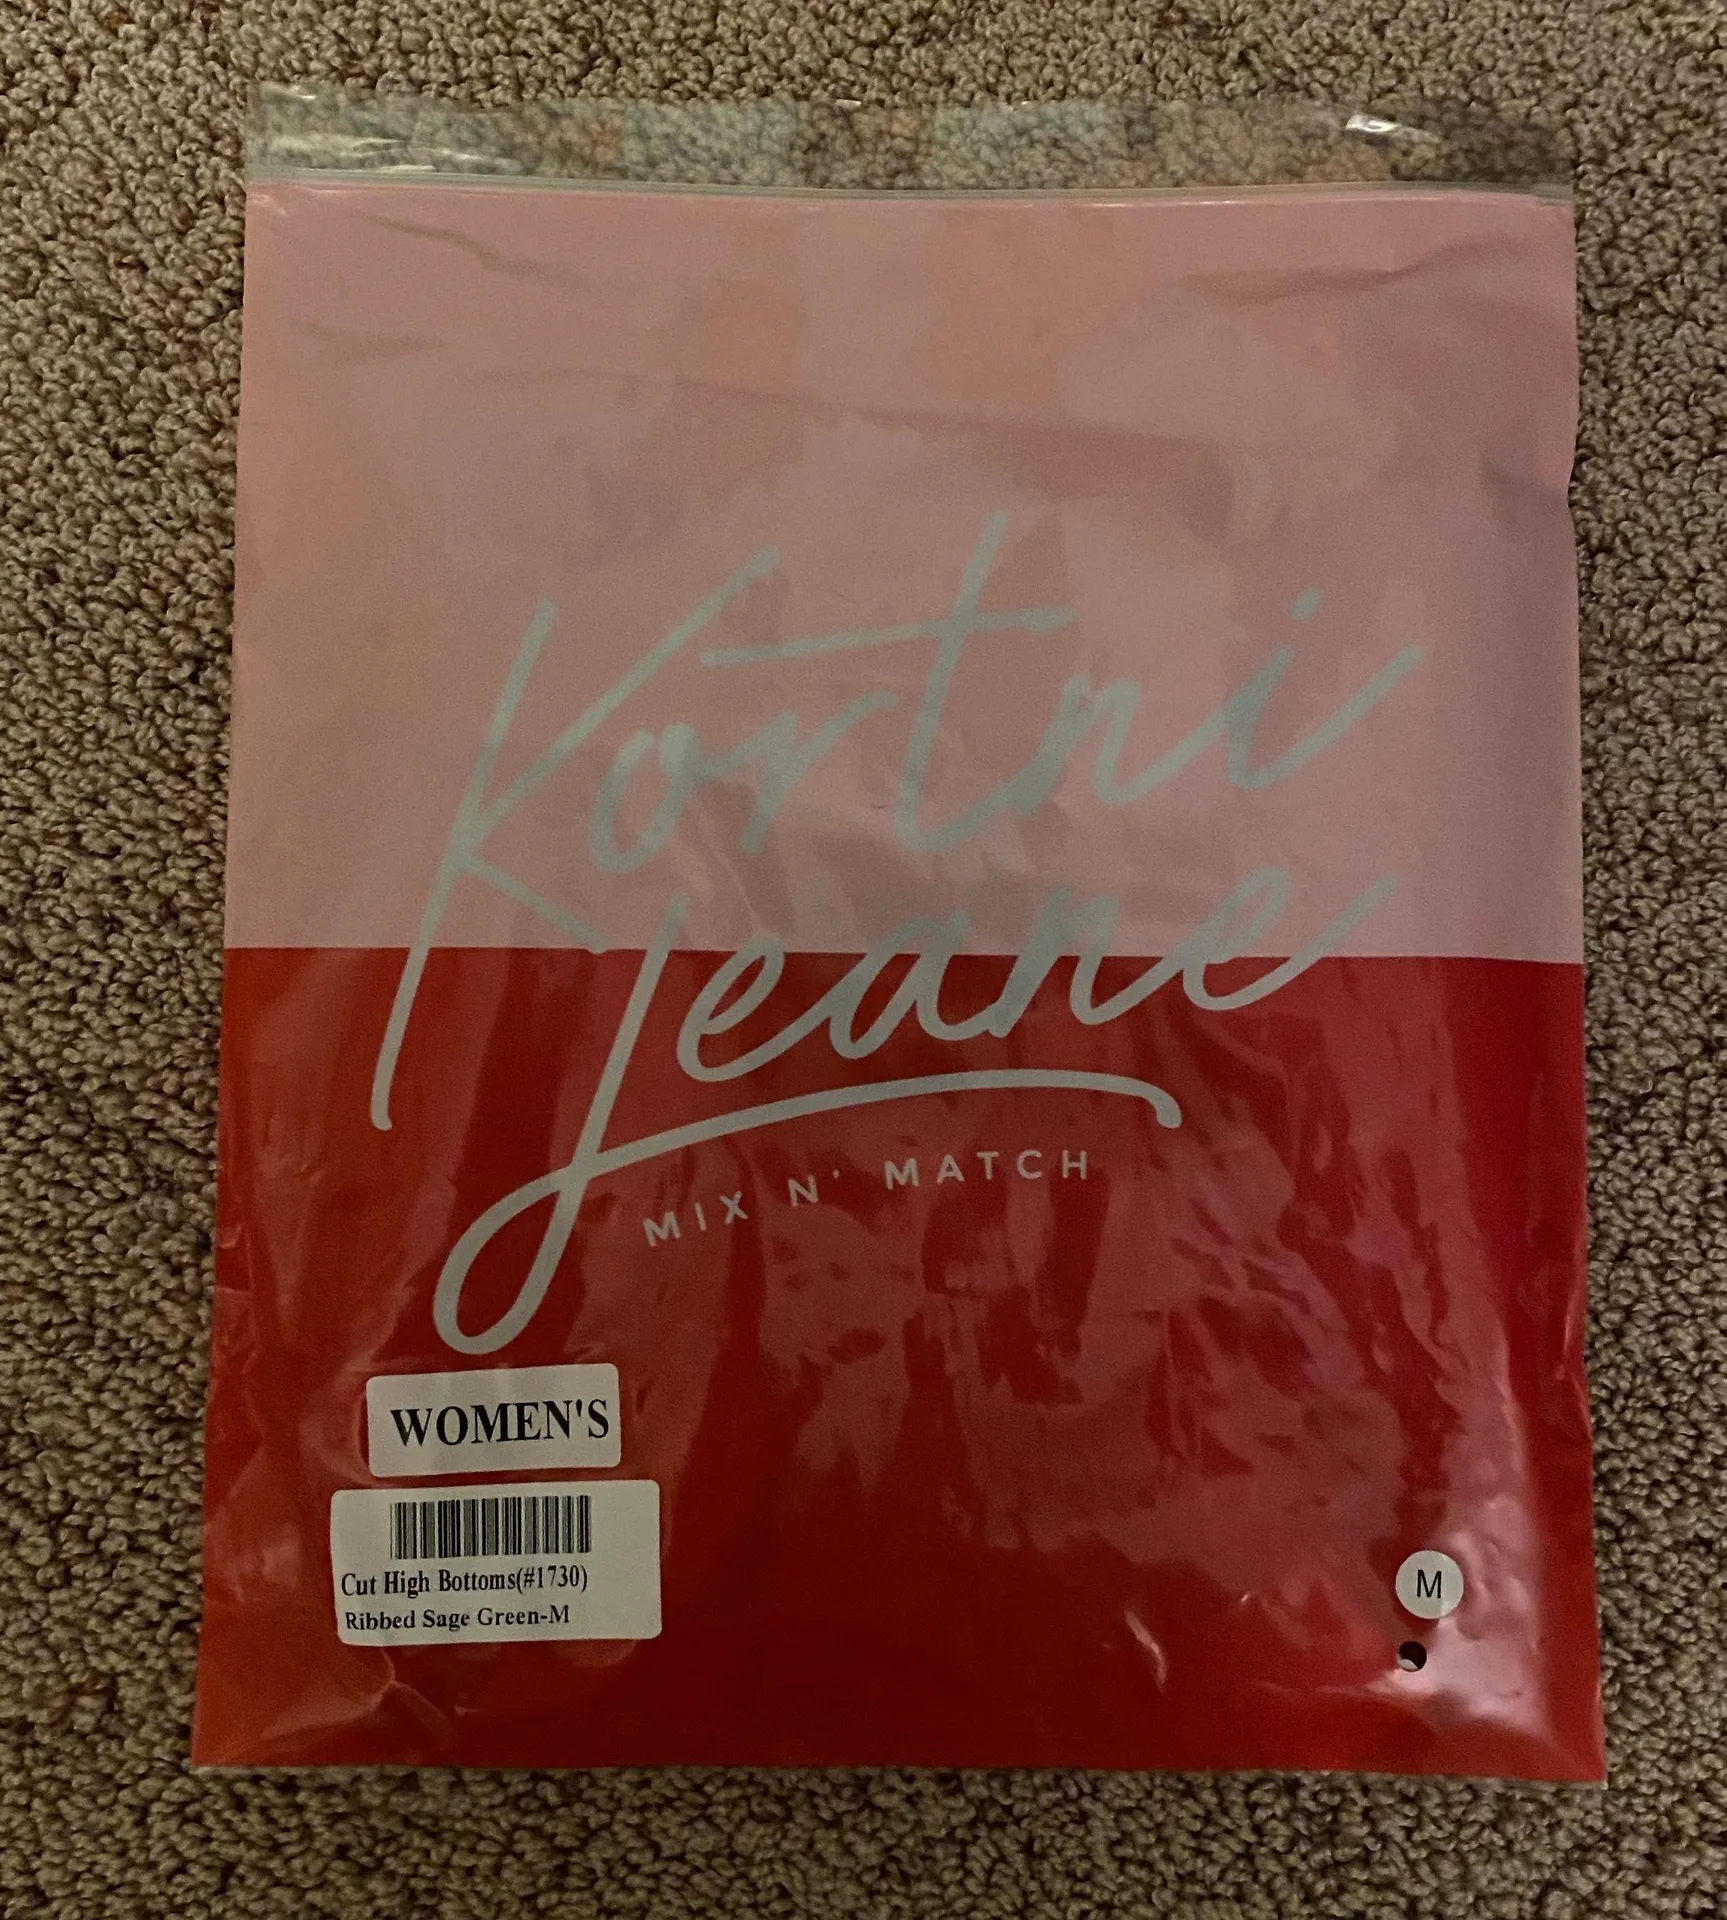 Kortni
Jeane
MIX N' MATCH
WOMEN'S
Cut High Bottoms(#1730)
Ribbed Sage Green-M
M